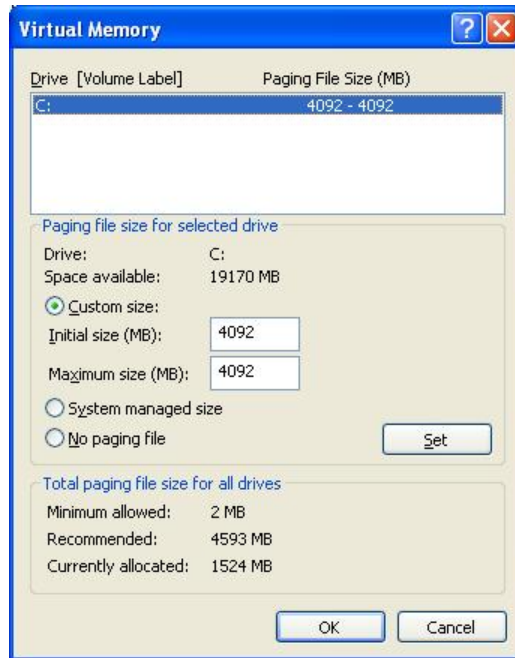 Virtual Memory
Drive [Volume Label] Paging File Size (MB)
C: 4092 - 4092
Paging file size for selected drive
Drive: C:
Space available: 19170 MB
Custom size:
Initial size (MB): 4092
Maximum size (MB): 4092
System managed size
No paging file
Set
Total paging file size for all drives
Minimum allowed: 2 MB
Recommended: 4593 MB
Currently allocated: 1524 MB
OK Cancel